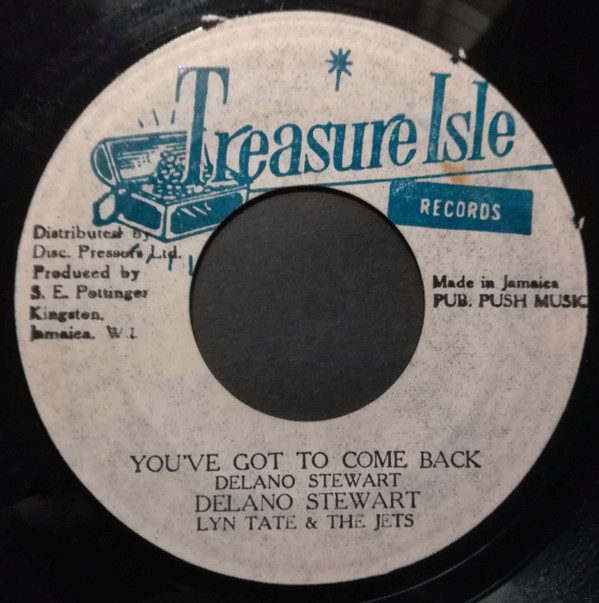 Treasure Isle
RECORDS
Distributed by
Disc. Pressers Ltd.
Produced by
S. E. Pottinger
Kingston,
Jamaica, W. I.
Made in Jamaica
PUB. PUSH MUSIC
YOU'VE GOT TO COME BACK
DELANO STEWART
DELANO STEWART
LYN TATE & THE JETS